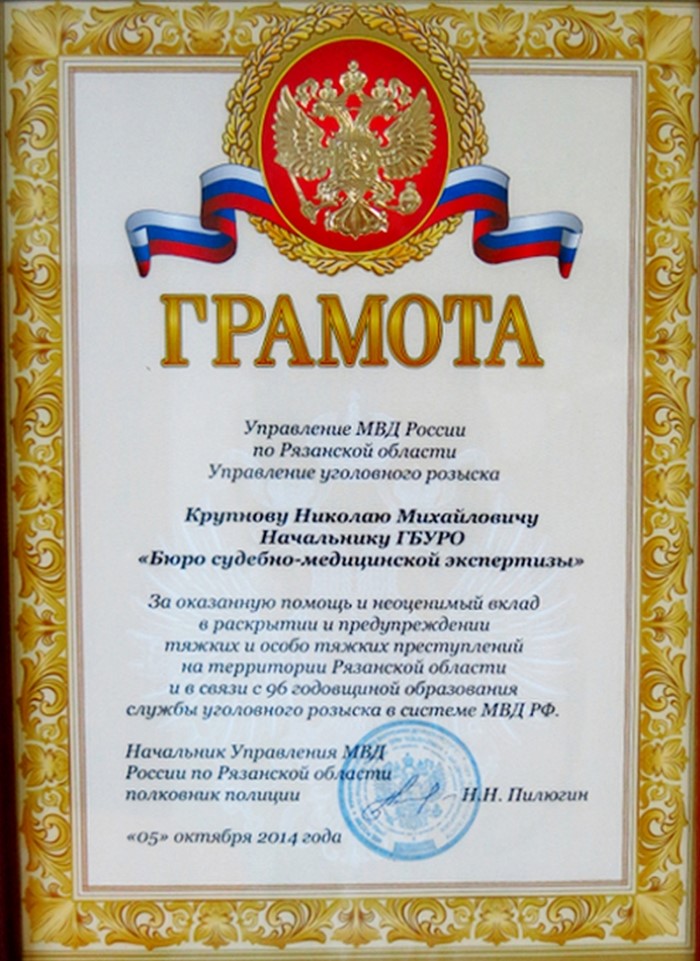 ГРАМОТА
Управление МВД России
по Рязанской области
Управление уголовного розыска
Крупнову Николаю Михайловичу
Начальнику ГБУРО
«Бюро судебно-медицинской экспертизы»
За оказанную помощь и неоценимый вклад
в раскрытии и предупреждении
тяжких и особо тяжких преступлений
на территории Рязанской области
и в связи с 96 годовщиной образования
службы уголовного розыска в системе МВД РФ.
Начальник Управления МВД
России по Рязанской области
полковник полиции Н.Н. Пилюгин
«05» октября 2014 года